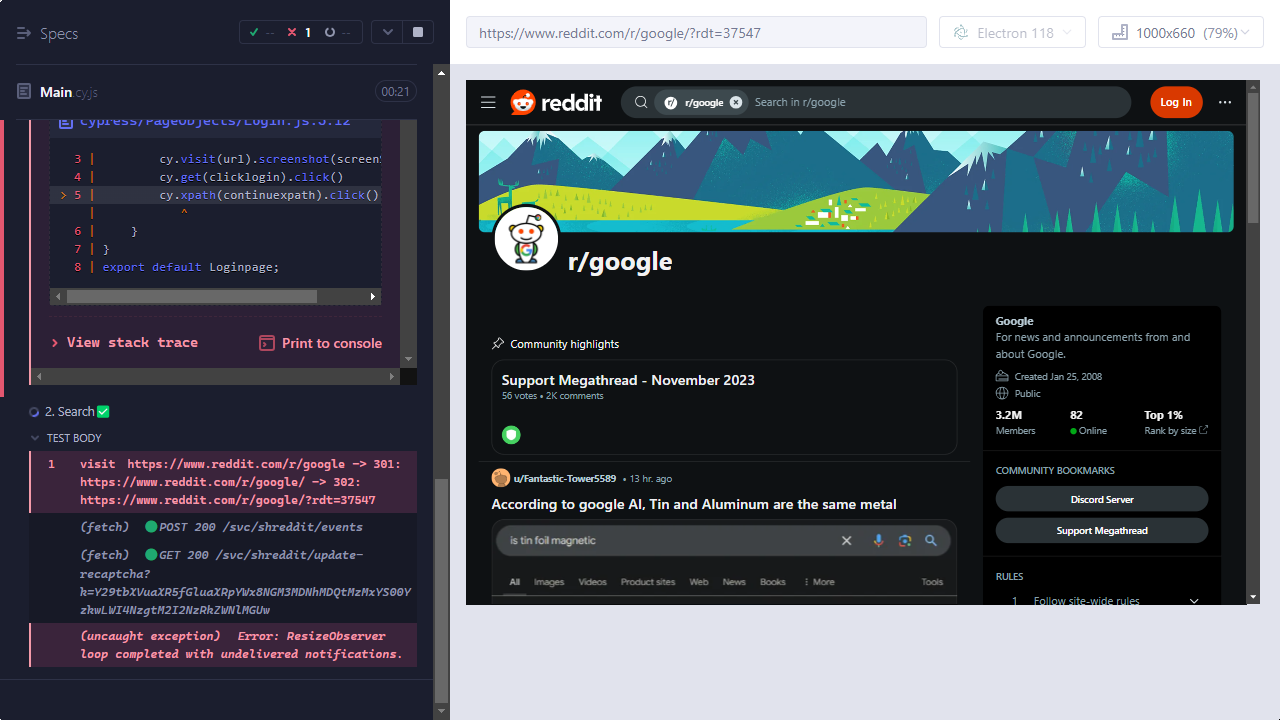 Specs
-- 1 --
https://www.reddit.com/r/google/?rdt=37547
Electron 118
1000x660 (79%)
Main cy.js
00:21
cypress/PageObjects/Login.js:5:12
3 | cy.visit(url).screenshot(screens
4 | cy.get(clicklogin).click()
> 5 | cy.xpath(continuexpath).click()
| ^
6 | }
7 | }
8 | export default Loginpage;
> View stack trace
Print to console
2. Search✅
TEST BODY
1 visit https://www.reddit.com/r/google -> 301:
https://www.reddit.com/r/google/ -> 302:
https://www.reddit.com/r/google/?rdt=37547
(fetch) POST 200 /svc/shreddit/events
(fetch) GET 200 /svc/shreddit/update-
recaptcha?
(uncaught exception) Error: ResizeObserver
loop completed with undelivered notifications.
reddit
r/google
Search in r/google
Log In
r/google
Community highlights
Support Megathread - November 2023
56 votes • 2K comments
u/Fantastic-Tower5589 • 13 hr. ago
According to google AI, Tin and Aluminum are the same metal
is tin foil magnetic
All Images Videos Product sites Web News Books ⋮ More Tools
Google
For news and announcements from and
about Google.
Created Jan 25, 2008
Public
3.2M 82 Top 1%
Members Online Rank by size
COMMUNITY BOOKMARKS
Discord Server
Support Megathread
RULES
1 Follow site-wide rules